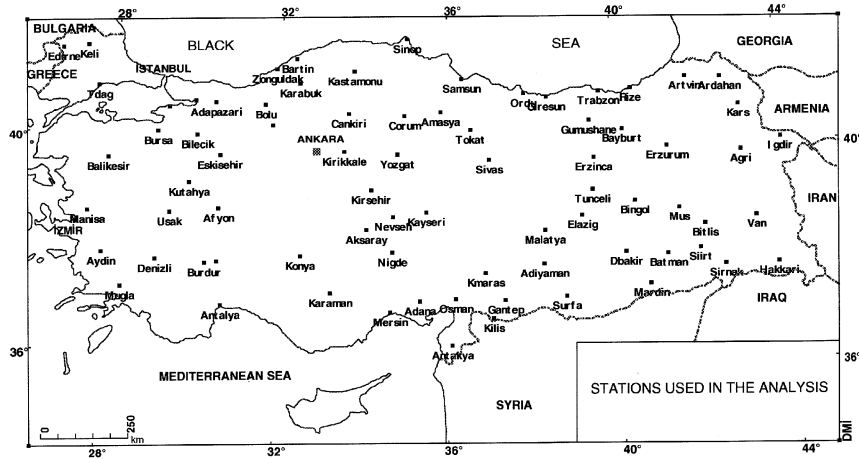 28° 32° 36° 40° 44°
BULGARIA
BLACK
SEA
GEORGIA
Edirne
Keli
Sinop
GREECE
İSTANBUL
Bartin
Zonguldak
Kastamonu
Karabuk
Samsun
Artvin
Ardahan
Tdag
Ordu
Giresun
Trabzon
Rize
ARMENIA
Adapazari
Bolu
Cankiri
Corum
Amasya
Kars
Gumushane
Bayburt
Tokat
40°
40°
Bursa
Bilecik
ANKARA
I gdir
Balikesir
Eskisehir
Kirikkale
Yozgat
Sivas
Erzinca
Erzurum
Agri
Kutahya
Kirsehir
Tunceli
IRAN
Manisa
Usak
Afyon
Nevseh
Kayseri
Elazig
Bingol
Mus
Bitlis
Van
İZMİR
Aksaray
Malatya
Aydin
Denizli
Burdur
Konya
Nigde
Adiyaman
Dbakir
Batman
Siirt
Sirnak
Hakkari
Mugla
Karaman
Kmaras
Mardin
IRAQ
Antalya
Mersin
Adana
Osman
Gantep
Surfa
Kilis
36°
36°
Antakya
MEDITERRANEAN SEA
SYRIA
STATIONS USED IN THE ANALYSIS
0 250
km
DMİ
28° 32° 36° 40° 44°